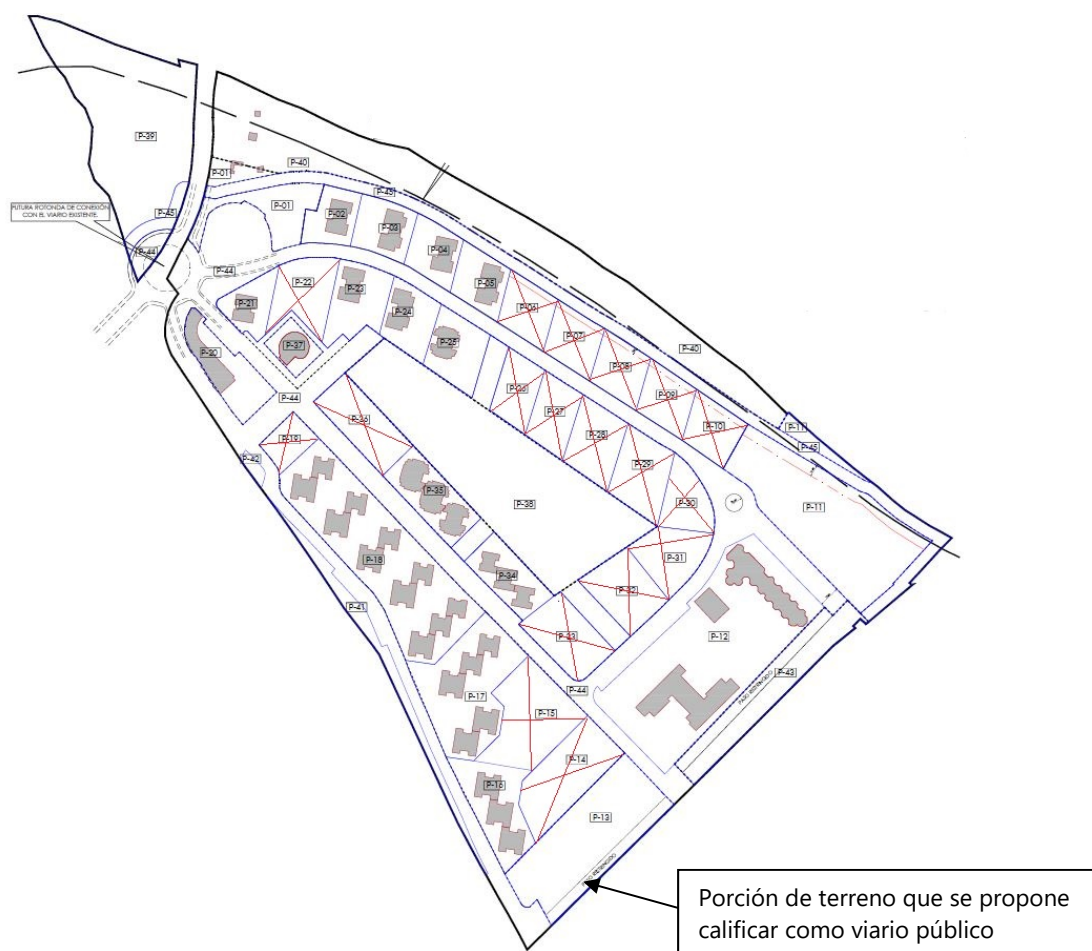 P-39
P-40
P-01
P-45
P-01
P-02
P-45
FUTURA ROTONDA DE CONEXIÓN
CON EL VIARIO EXISTENTE.
P-03
P-44
P-04
P-44
P-22
P-23
P-05
P-21
P-24
P-06
P-07
P-25
P-37
P-40
P-20
P-08
P-26
P-09
P-44
P-36
P-27
P-10
P-11
P-19
P-28
P-45
P-42
P-29
P-35
P-38
P-30
P-11
P-18
P-31
P-34
P-32
P-41
P-33
P-12
P-43
PASO RESTRINGIDO
P-44
P-17
P-15
P-14
P-16
P-13
Porción de terreno que se propone
calificar como viario público